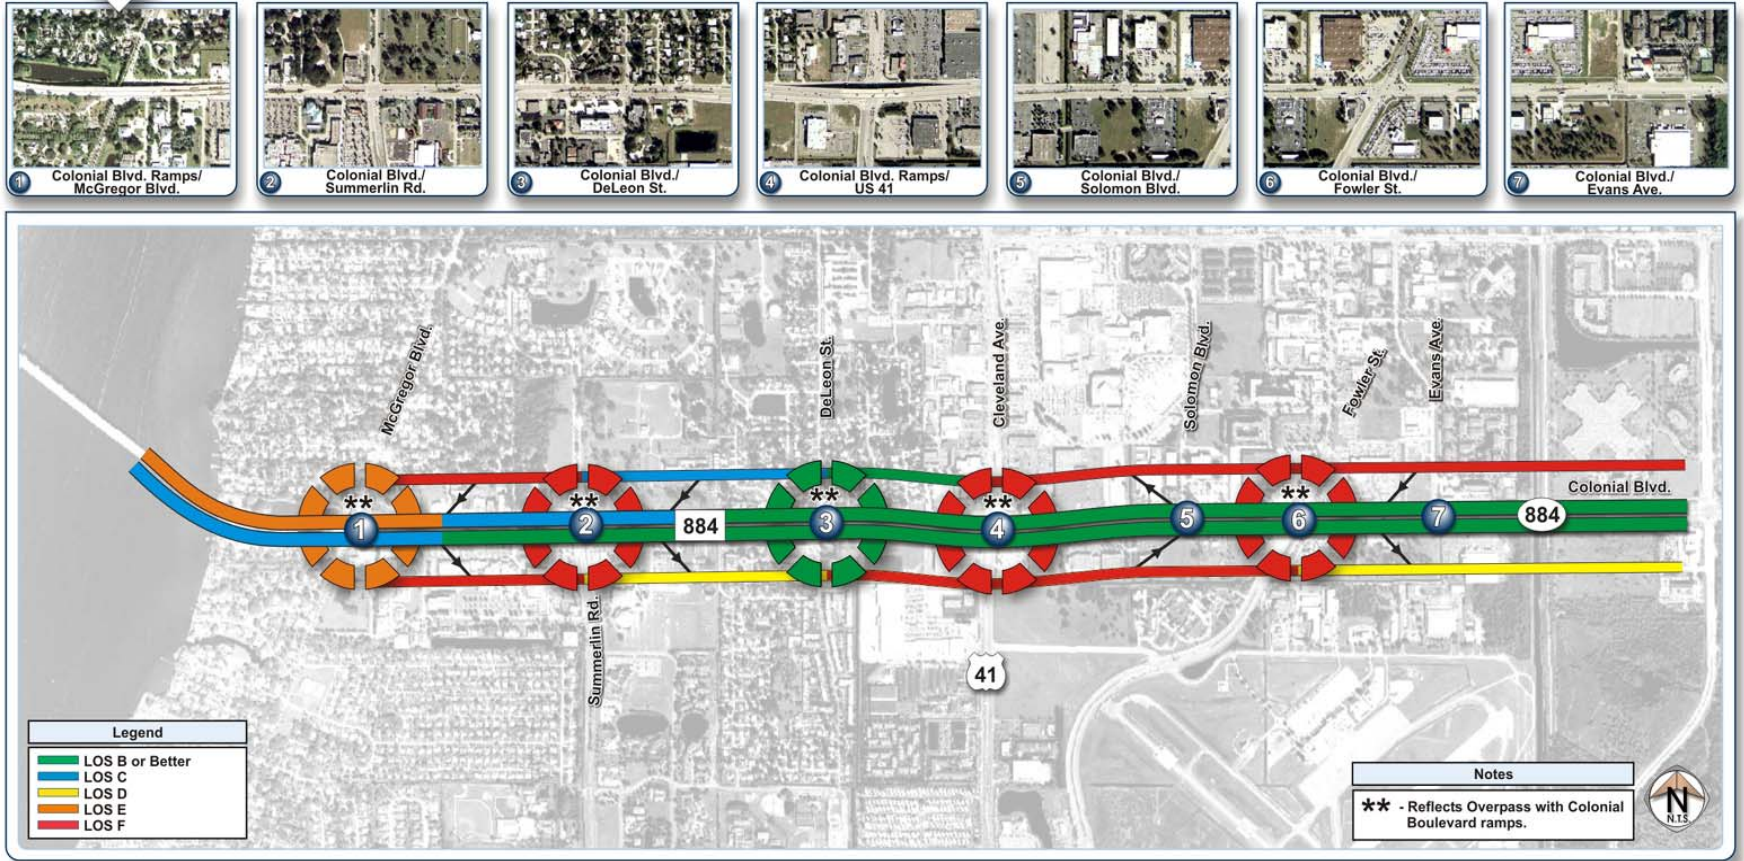 1
Colonial Blvd. Ramps/
McGregor Blvd.
2
Colonial Blvd./
Summerlin Rd.
3
Colonial Blvd./
DeLeon St.
4
Colonial Blvd. Ramps/
US 41
5
Colonial Blvd./
Solomon Blvd.
6
Colonial Blvd./
Fowler St.
7
Colonial Blvd./
Evans Ave.
McGregor Blvd.
DeLeon St.
Cleveland Ave.
Solomon Blvd.
Fowler St.
Evans Ave.
Colonial Blvd.
**
**
**
**
**
1
2
884
3
4
5
6
7
884
Summerlin Rd.
41
Legend
LOS B or Better
LOS C
LOS D
LOS E
LOS F
Notes
** - Reflects Overpass with Colonial
Boulevard ramps.
N
N.T.S.